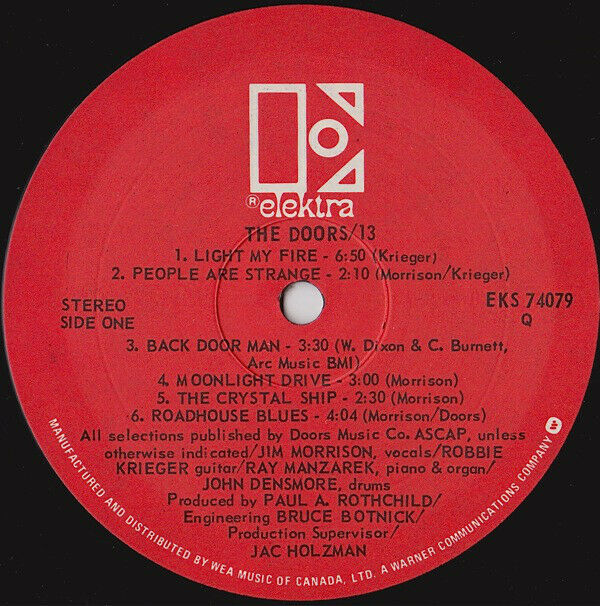 ® elektra
THE DOORS/13
1. LIGHT MY FIRE - 6:50 (Krieger)
2. PEOPLE ARE STRANGE - 2:10 (Morrison/Krieger)
STEREO
SIDE ONE
EKS 74079
Q
3. BACK DOOR MAN - 3:30 (W. Dixon & C. Burnett,
Arc Music BMI)
4. MOONLIGHT DRIVE - 3:00 (Morrison)
5. THE CRYSTAL SHIP - 2:30 (Morrison)
6. ROADHOUSE BLUES - 4:04 (Morrison/Doors)
All selections published by Doors Music Co. ASCAP, unless
otherwise indicated/JIM MORRISON, vocals/ROBBIE
KRIEGER guitar/RAY MANZAREK, piano & organ/
JOHN DENSMORE, drums
Produced by PAUL A. ROTHCHILD/
Engineering BRUCE BOTNICK/
Production Supervisor/
JAC HOLZMAN
MANUFACTURED AND DISTRIBUTED BY WEA MUSIC OF CANADA, LTD. A WARNER COMMUNICATIONS COMPANY